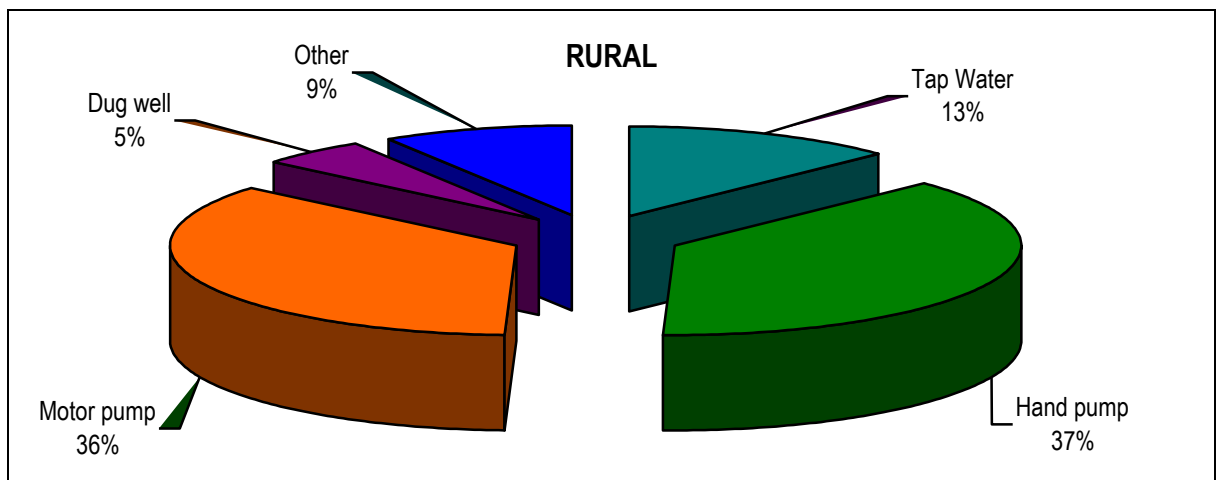 RURAL
Other
9%
Tap Water
13%
Dug well
5%
Motor pump
36%
Hand pump
37%